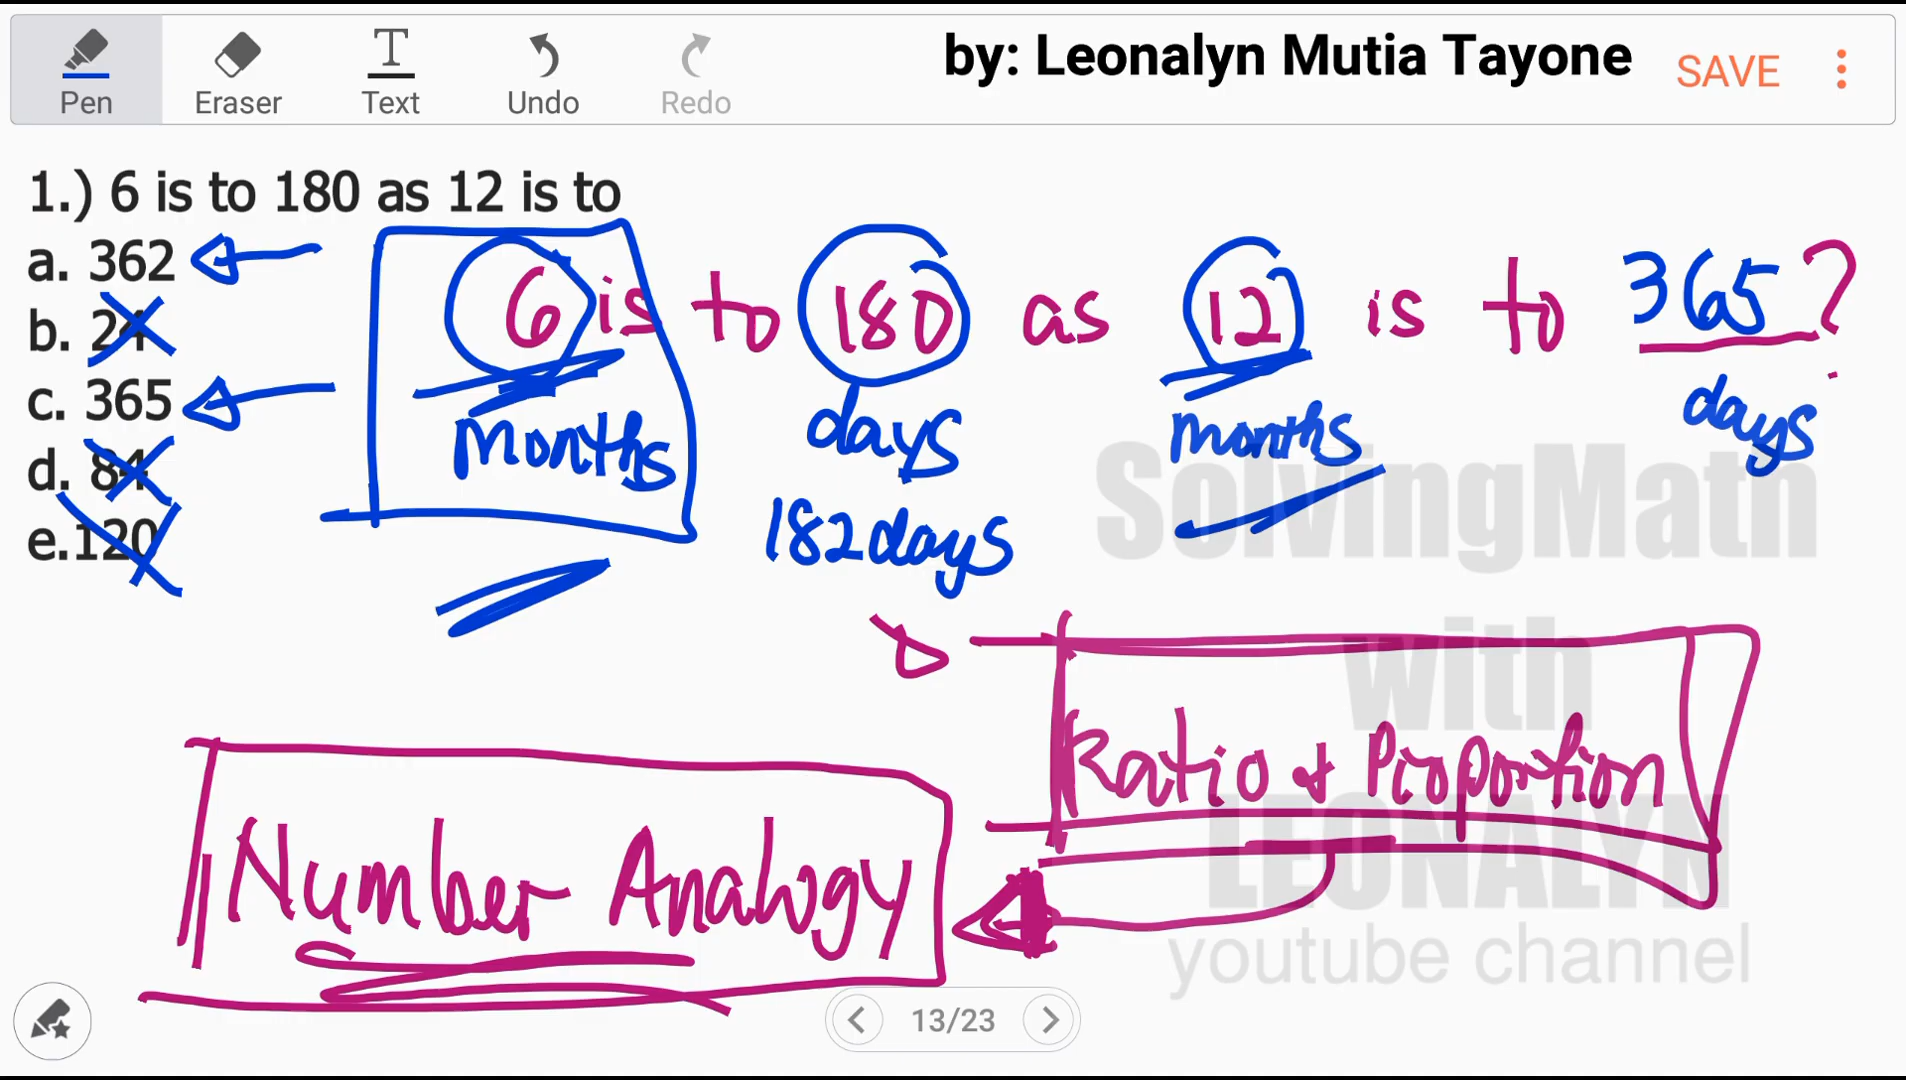 by: Leonalyn Mutia Tayone
SAVE
Pen
Eraser
Text
Undo
Redo
1.) 6 is to 180 as 12 is to
a. 362
b. 24
c. 365
d. 84
e.120
6 is to 180 as 12 is to 365?
months days months days
182days
Ratio & Proportion
Number Analogy
SolvingMath
with
LEONALYN
youtube channel
13/23